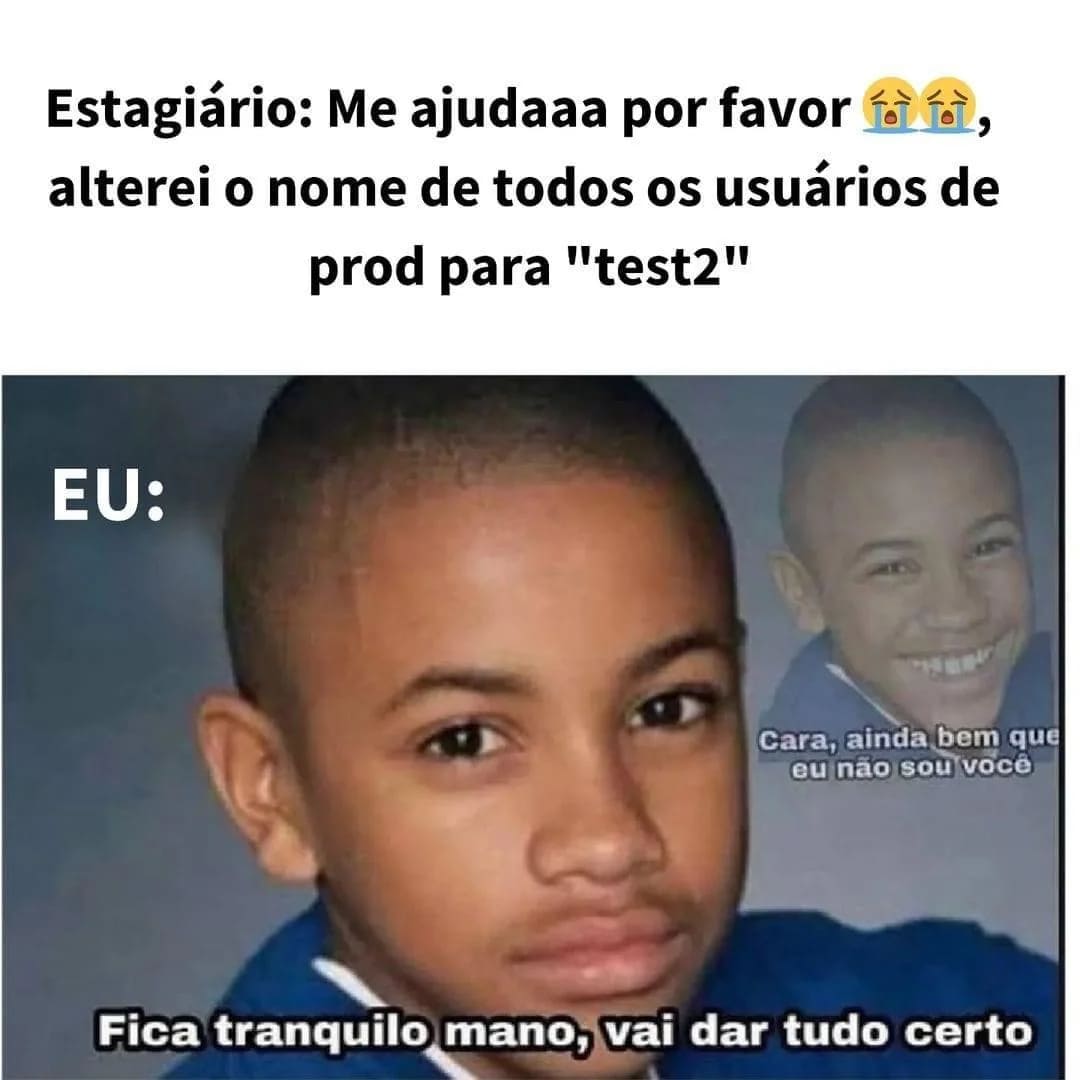 Estagiário: Me ajudaaa por favor 😭😭,
alterei o nome de todos os usuários de
prod para "test2"
EU:
Cara, ainda bem que
eu não sou você
Fica tranquilo mano, vai dar tudo certo